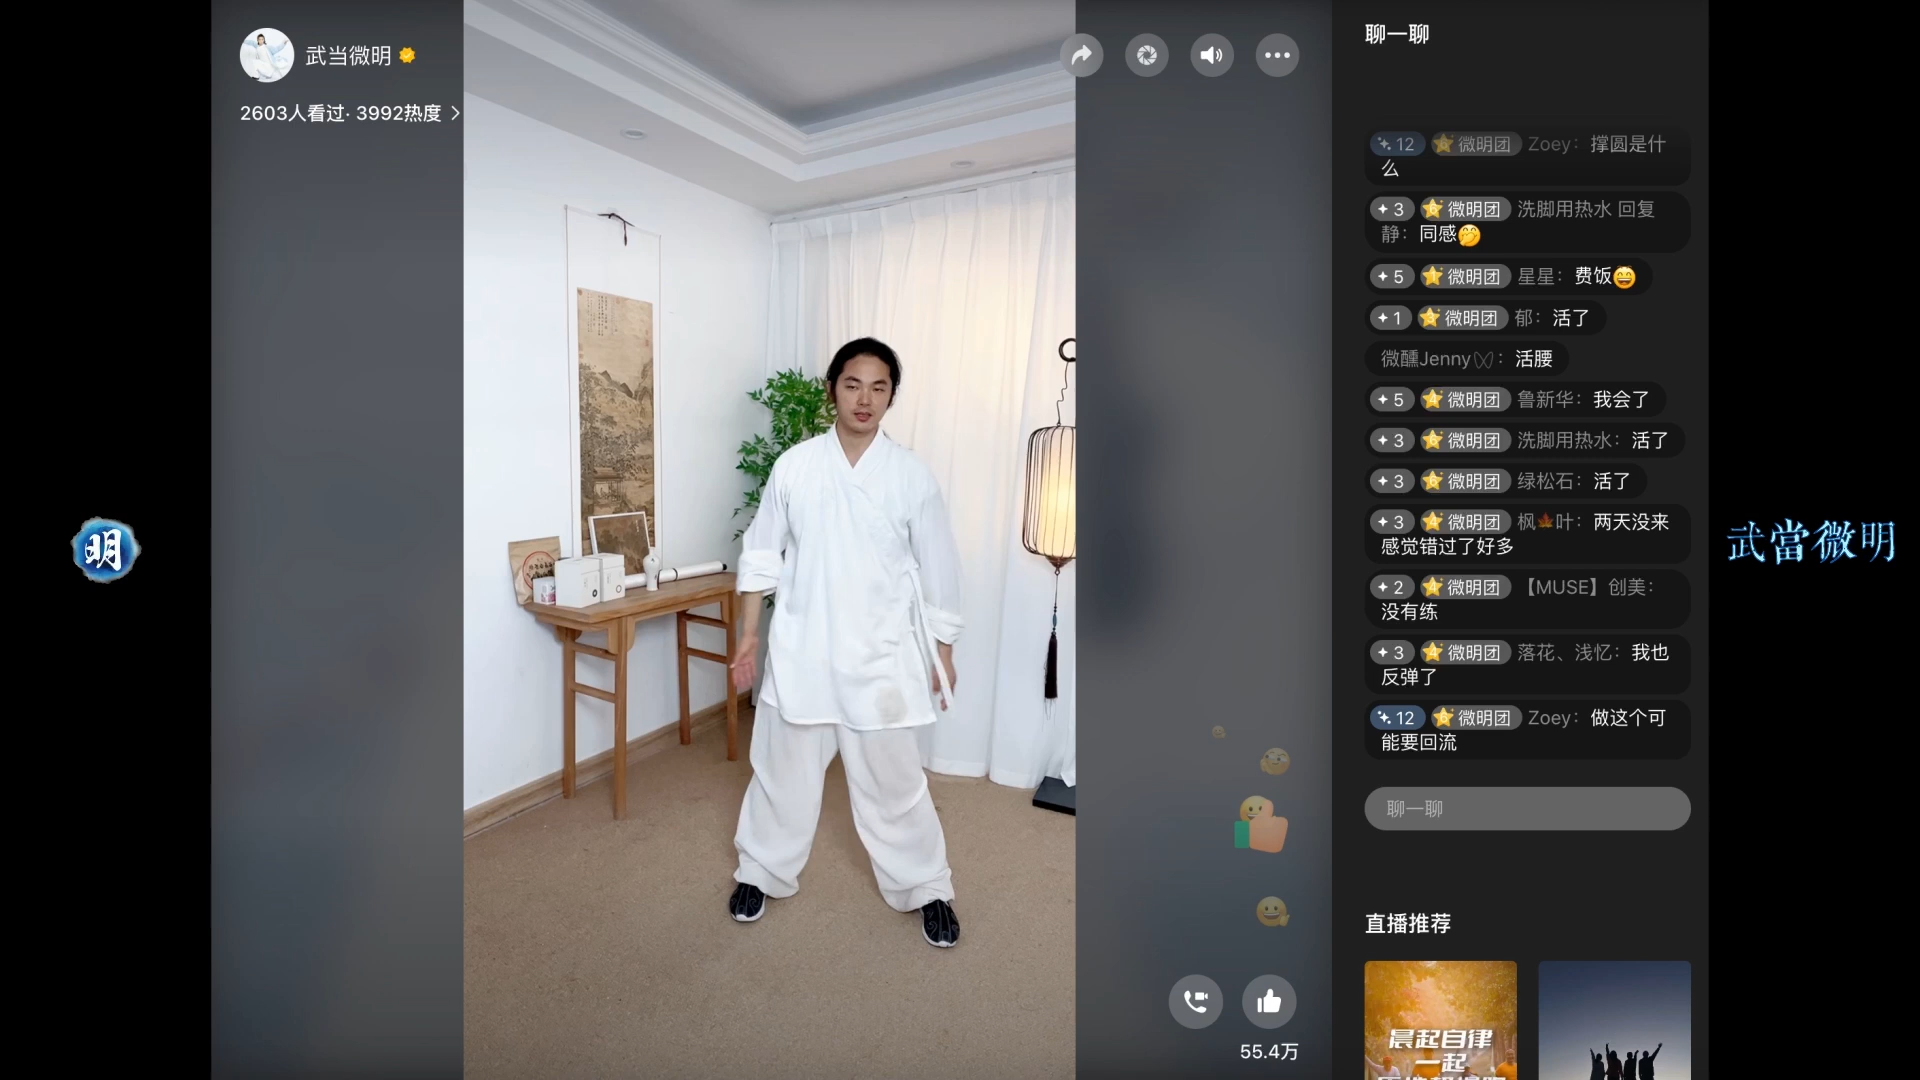 武当微明
2603人看过· 3992热度
明
聊一聊
12 微明团 Zoey：撑圆是什
么
3 微明团 洗脚用热水 回复
静：同感
5 微明团 星星：费饭
1 微明团 郁：活了
微醺Jenny：活腰
5 微明团 鲁新华：我会了
3 微明团 洗脚用热水：活了
3 微明团 绿松石：活了
3 微明团 枫叶：两天没来
感觉错过了好多
2 微明团 【MUSE】创美：
没有练
3 微明团 落花、浅忆：我也
反弹了
12 微明团 Zoey：做这个可
能要回流
聊一聊
武當微明
直播推荐
晨起自律
一起
55.4万